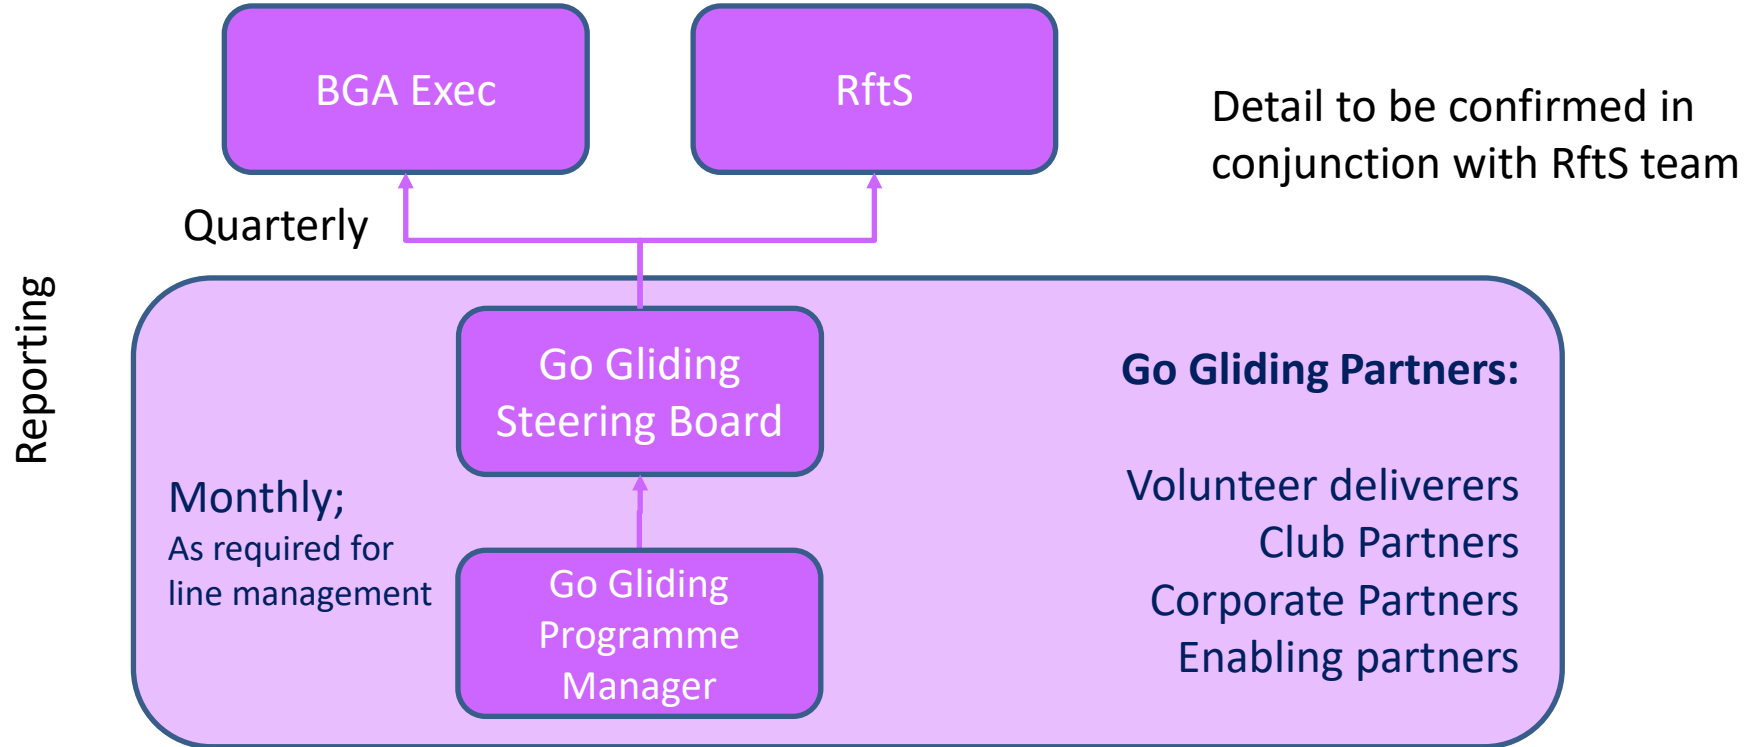 BGA Exec
RftS
Detail to be confirmed in
conjunction with RftS team
Quarterly
Reporting
Go Gliding
Steering Board
Monthly;
As required for
line management
Go Gliding
Programme
Manager
Go Gliding Partners:
Volunteer deliverers
Club Partners
Corporate Partners
Enabling partners